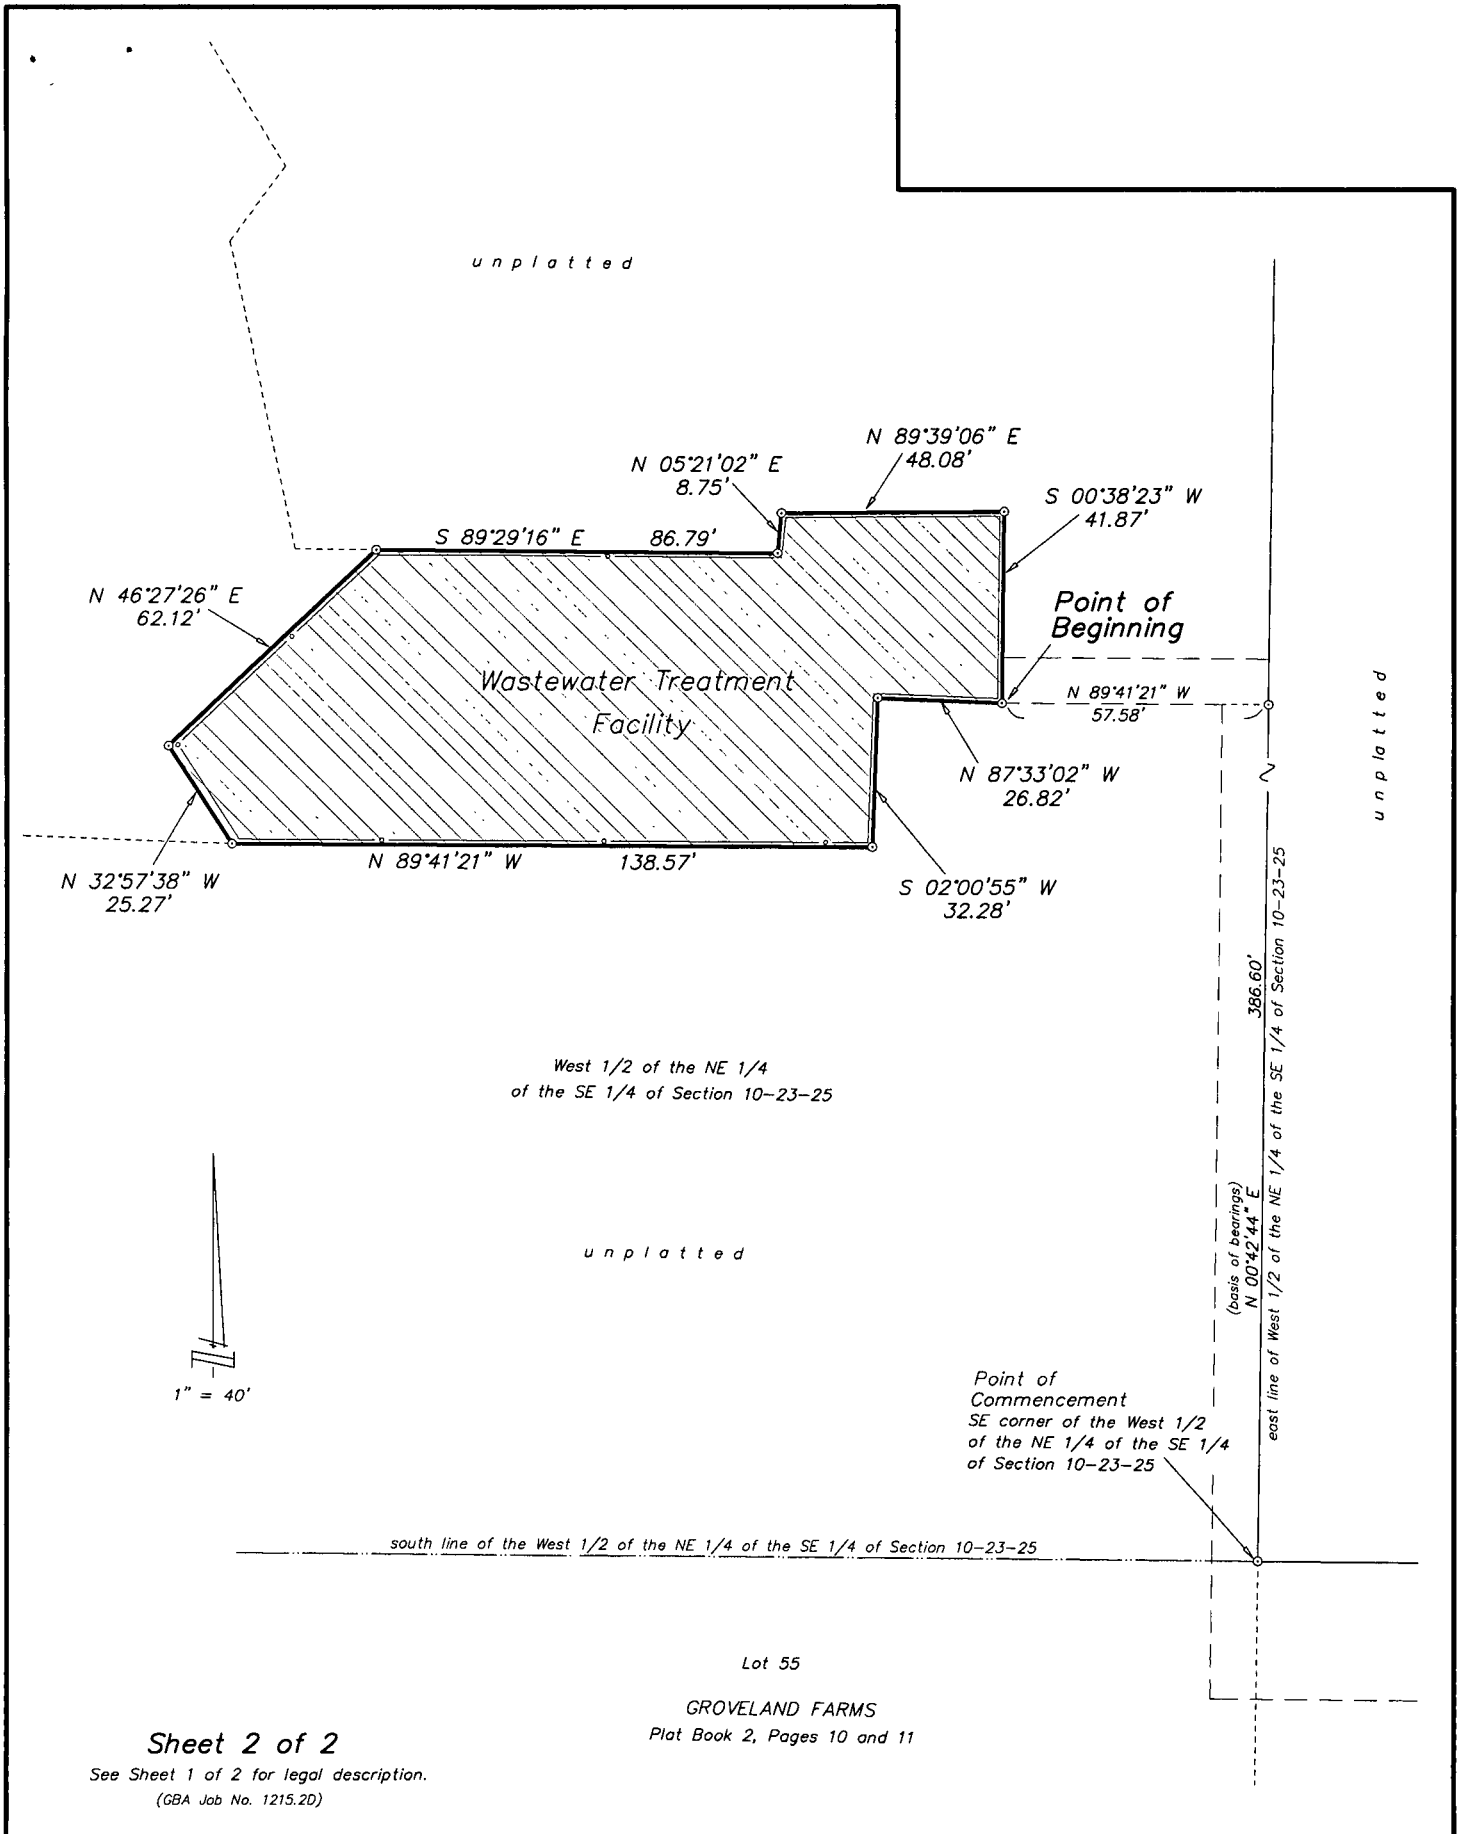 unplatted
N 89°39'06" E
48.08'
N 05°21'02" E
8.75'
S 00°38'23" W
41.87'
S 89°29'16" E 86.79'
N 46°27'26" E
62.12'
Point of
Beginning
Wastewater Treatment
Facility
N 89°41'21" W
57.58'
unplatted
N 87°33'02" W
26.82'
N 89°41'21" W 138.57'
N 32°57'38" W
25.27'
S 02°00'55" W
32.28'
386.60'
east line of West 1/2 of the NE 1/4 of the SE 1/4 of Section 10-23-25
(basis of bearings)
N 00°42'44" E
West 1/2 of the NE 1/4
of the SE 1/4 of Section 10-23-25
unplatted
N
1" = 40'
Point of
Commencement
SE corner of the West 1/2
of the NE 1/4 of the SE 1/4
of Section 10-23-25
south line of the West 1/2 of the NE 1/4 of the SE 1/4 of Section 10-23-25
Lot 55
GROVELAND FARMS
Plat Book 2, Pages 10 and 11
Sheet 2 of 2
See Sheet 1 of 2 for legal description.
(GBA Job No. 1215.2D)